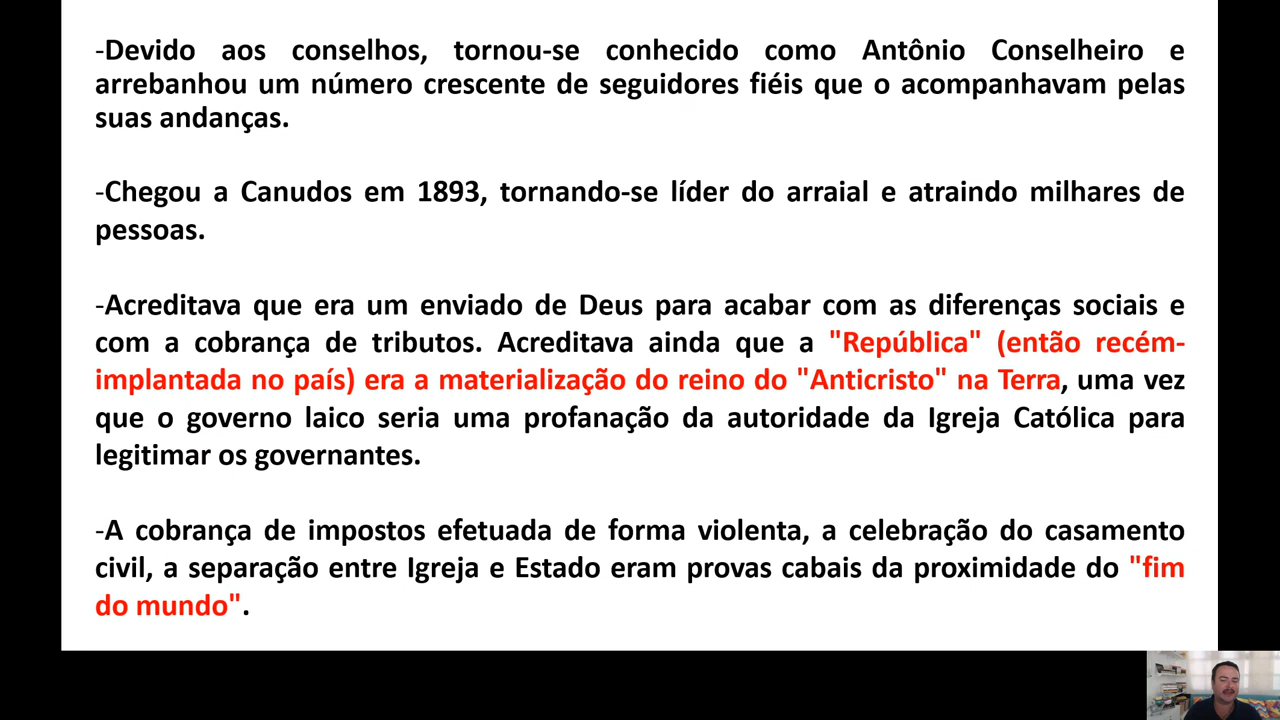 -Devido aos conselhos, tornou-se conhecido como Antônio Conselheiro e
arrebanhou um número crescente de seguidores fiéis que o acompanhavam pelas
suas andanças.
-Chegou a Canudos em 1893, tornando-se líder do arraial e atraindo milhares de
pessoas.
-Acreditava que era um enviado de Deus para acabar com as diferenças sociais e
com a cobrança de tributos. Acreditava ainda que a "República" (então recém-
implantada no país) era a materialização do reino do "Anticristo" na Terra, uma vez
que o governo laico seria uma profanação da autoridade da Igreja Católica para
legitimar os governantes.
-A cobrança de impostos efetuada de forma violenta, a celebração do casamento
civil, a separação entre Igreja e Estado eram provas cabais da proximidade do "fim
do mundo".